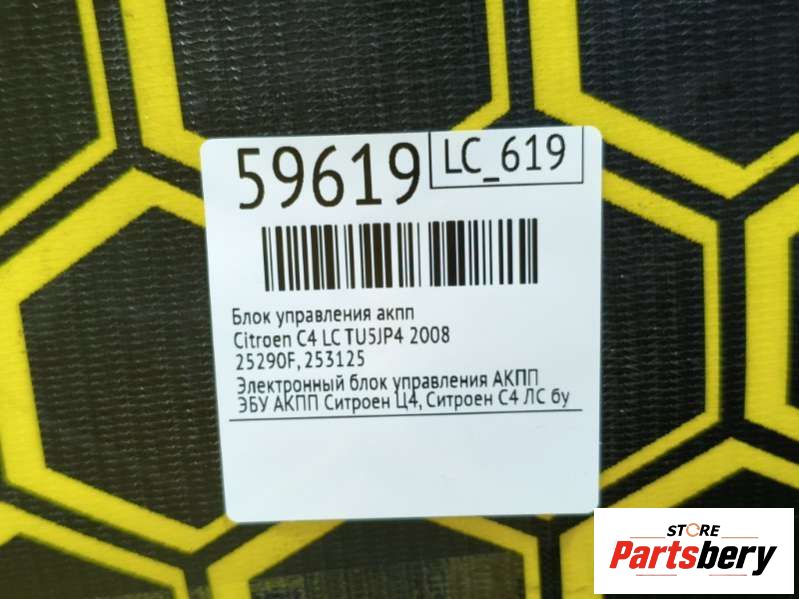 59619
LC_619
Блок управления акпп
Citroen C4 LC TU5JP4 2008
25290F, 253125
Электронный блок управления АКПП
ЭБУ АКПП Ситроен Ц4, Ситроен С4 ЛС бу
STORE
Partsbery